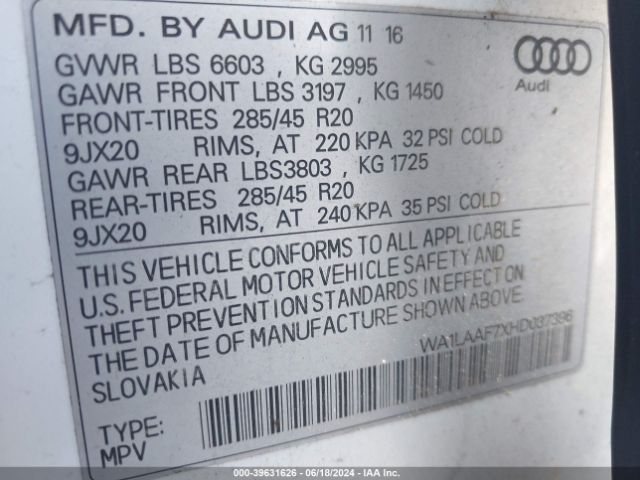 MFD. BY AUDI AG 11 16
GVWR LBS 6603 , KG 2995
GAWR FRONT LBS 3197 , KG 1450
FRONT-TIRES 285/45 R20
9JX20 RIMS, AT 220 KPA 32 PSI COLD
GAWR REAR LBS3803 , KG 1725
REAR-TIRES 285/45 R20
9JX20 RIMS, AT 240 KPA 35 PSI COLD
Audi
THIS VEHICLE CONFORMS TO ALL APPLICABLE
U.S. FEDERAL MOTOR VEHICLE SAFETY AND
THEFT PREVENTION STANDARDS IN EFFECT ON
THE DATE OF MANUFACTURE SHOWN ABOVE.
SLOVAKIA
WA1LAAF7XHD037396
TYPE:
MPV
000-39631626 - 06/18/2024 - IAA Inc.